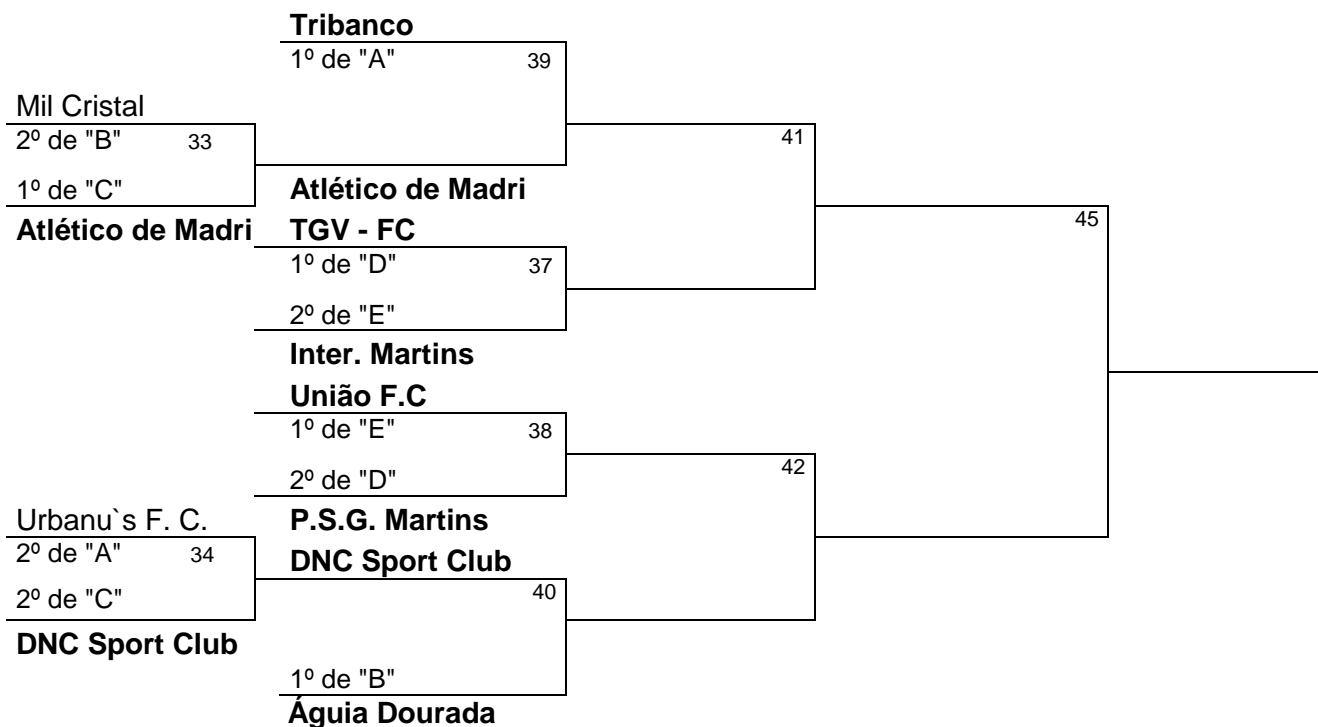 Tribanco
1º de "A" 39
Mil Cristal
2º de "B" 33
41
1º de "C"
Atlético de Madri
Atlético de Madri
TGV - FC
45
1º de "D" 37
2º de "E"
Inter. Martins
União F.C
1º de "E" 38
2º de "D"
42
Urbanu`s F. C.
P.S.G. Martins
2º de "A" 34
DNC Sport Club
2º de "C"
40
DNC Sport Club
1º de "B"
Águia Dourada